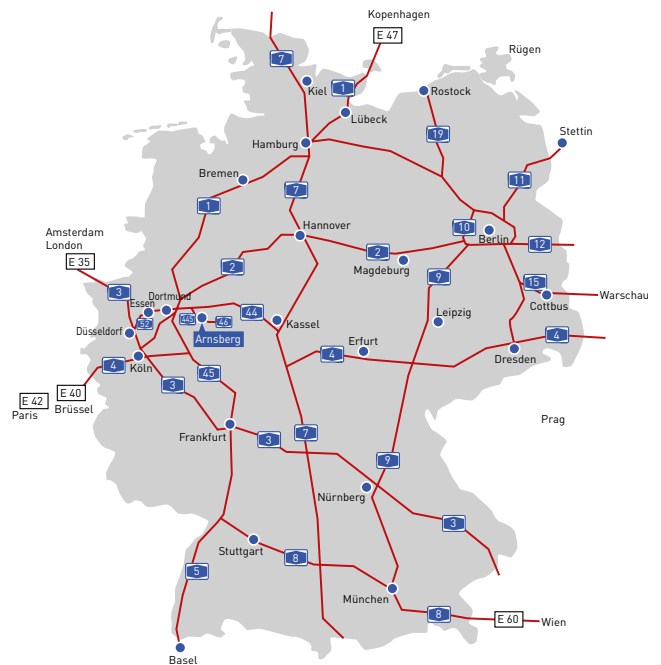 Kopenhagen
E 47
Rügen
7
Kiel
1
Rostock
Lübeck
19
Stettin
Hamburg
Bremen
11
7
1
Hannover
10
Berlin
12
Amsterdam
London
E 35
2
2
Magdeburg
9
15
Cottbus
Warschau
3
Essen
Dortmund
52
445
46
44
Kassel
Leipzig
Düsseldorf
Arnsberg
Erfurt
4
Dresden
4
Köln
4
45
3
E 40
E 42
Brüssel
Paris
Prag
Frankfurt
3
7
9
Nürnberg
3
Stuttgart
8
5
München
8
E 60
Wien
Basel